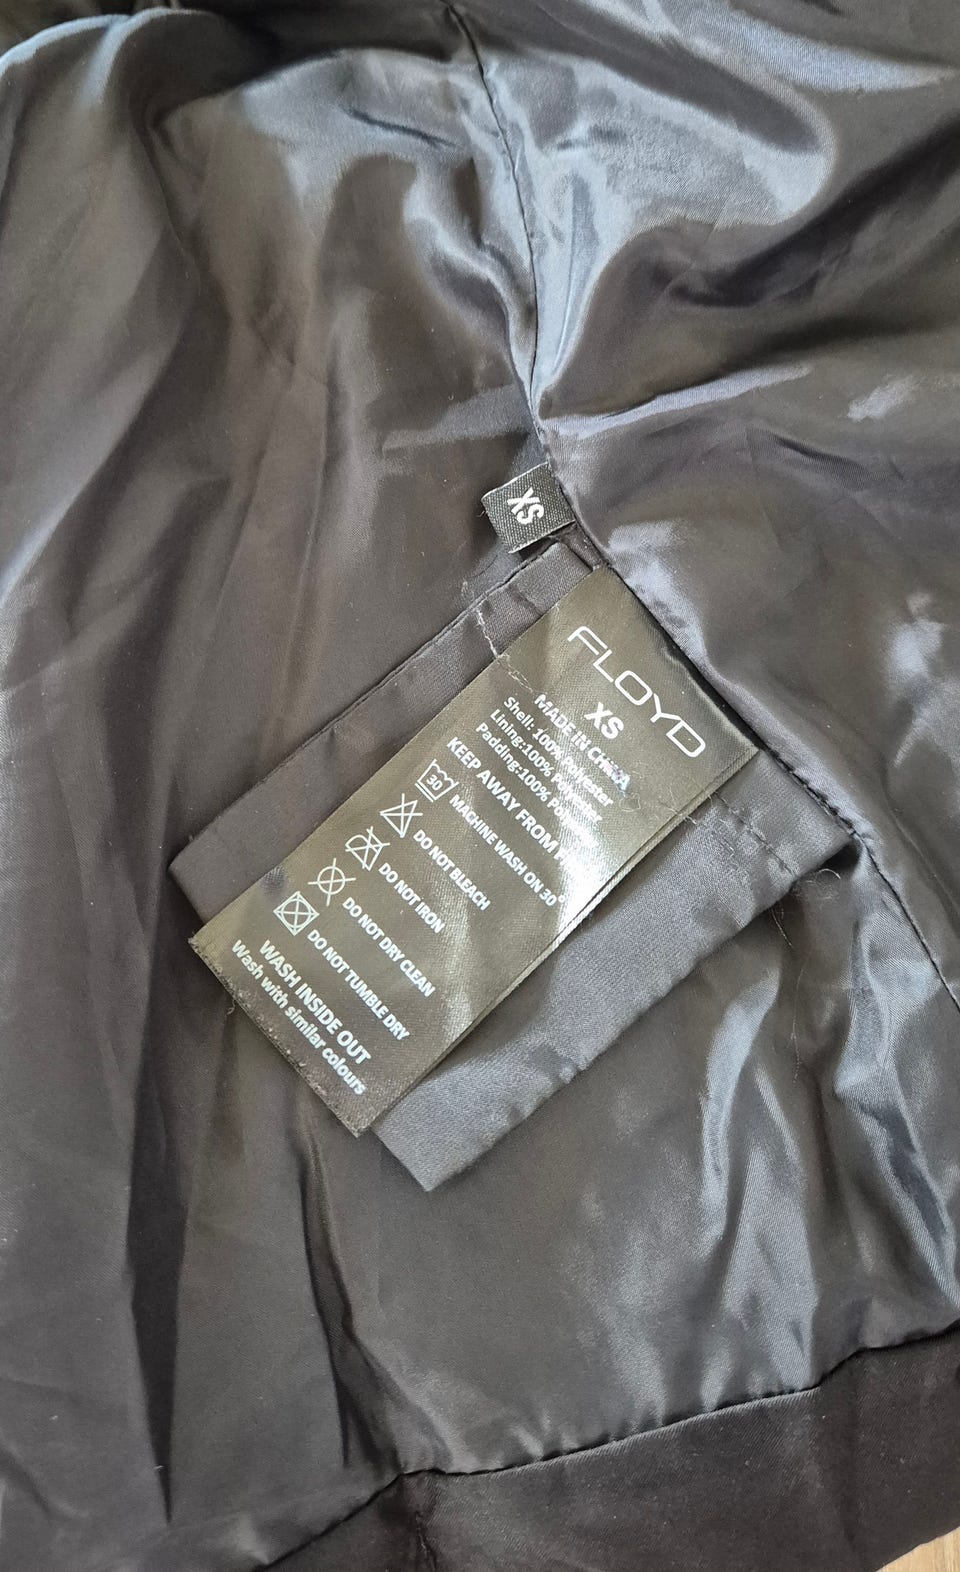 XS
FLOYD
XS
MADE IN CHINA
Shell: 100% Polyester
Lining:100% Polyester
Padding:100%
KEEP AWAY FROM
30
MACHINE WASH ON 30°
DO NOT BLEACH
DO NOT IRON
DO NOT DRY CLEAN
DO NOT TUMBLE DRY
WASH INSIDE OUT
Wash with similar colours